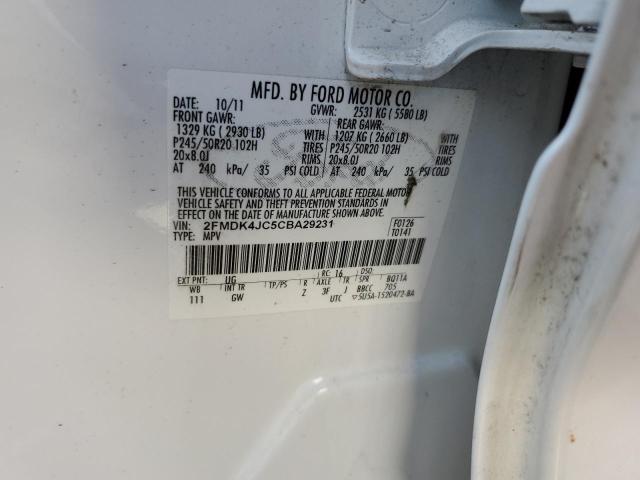 MFD. BY FORD MOTOR CO.
DATE: 10/11 GVWR: 2531 KG ( 5580 LB)
FRONT GAWR: REAR GAWR:
1329 KG ( 2930 LB) WITH 1207 KG ( 2660 LB) WITH
P245/50R20 102H TIRES P245/50R20 102H TIRES
20x8.0J RIMS 20x8.0J RIMS
AT 240 kPa/ 35 PSI COLD AT 240 kPa/ 35 PSI COLD
THIS VEHICLE CONFORMS TO ALL APPLICABLE FEDERAL MOTOR
VEHICLE SAFETY AND THEFT PREVENTION STANDARDS IN
EFFECT ON THE DATE OF MANUFACTURE SHOWN ABOVE.
VIN: 2FMDK4JC5CBA29231 F0126
TYPE: MPV T0141
EXT PNT: UG RC: 16 DSO:
WB INT TR TP/PS R AXLE TR SPR BQ11A
111 GW Z 3F J BBCC 705
UTC ▽5U5A-1520472-BA